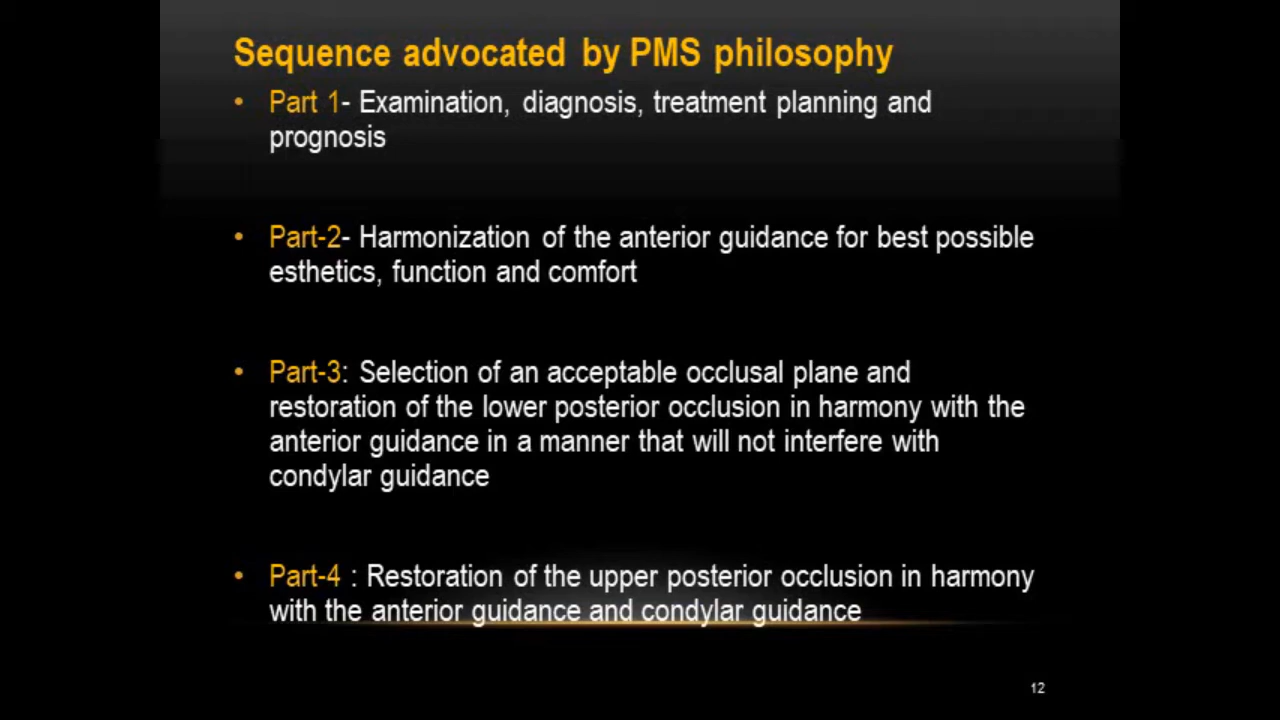 Sequence advocated by PMS philosophy
• Part 1- Examination, diagnosis, treatment planning and
prognosis
• Part-2- Harmonization of the anterior guidance for best possible
esthetics, function and comfort
• Part-3: Selection of an acceptable occlusal plane and
restoration of the lower posterior occlusion in harmony with the
anterior guidance in a manner that will not interfere with
condylar guidance
• Part-4 : Restoration of the upper posterior occlusion in harmony
with the anterior guidance and condylar guidance
12